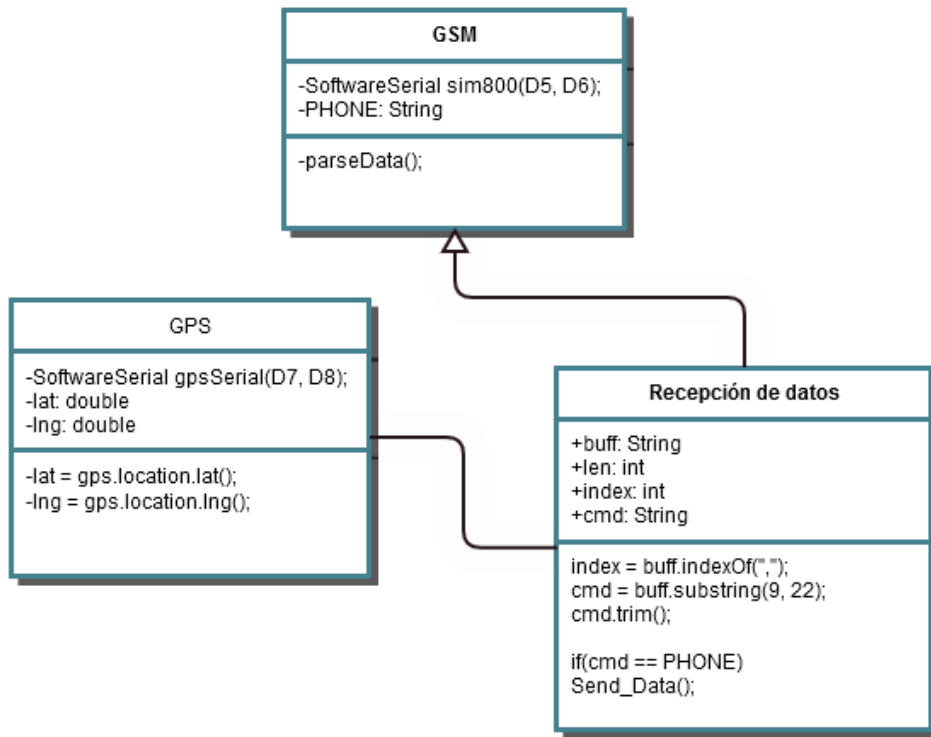 GSM
-SoftwareSerial sim800(D5, D6);
-PHONE: String
-parseData();
GPS
-SoftwareSerial gpsSerial(D7, D8);
-lat: double
-lng: double
-lat = gps.location.lat();
-lng = gps.location.lng();
Recepción de datos
+buff: String
+len: int
+index: int
+cmd: String
index = buff.indexOf(",");
cmd = buff.substring(9, 22);
cmd.trim();
if(cmd == PHONE)
Send_Data();